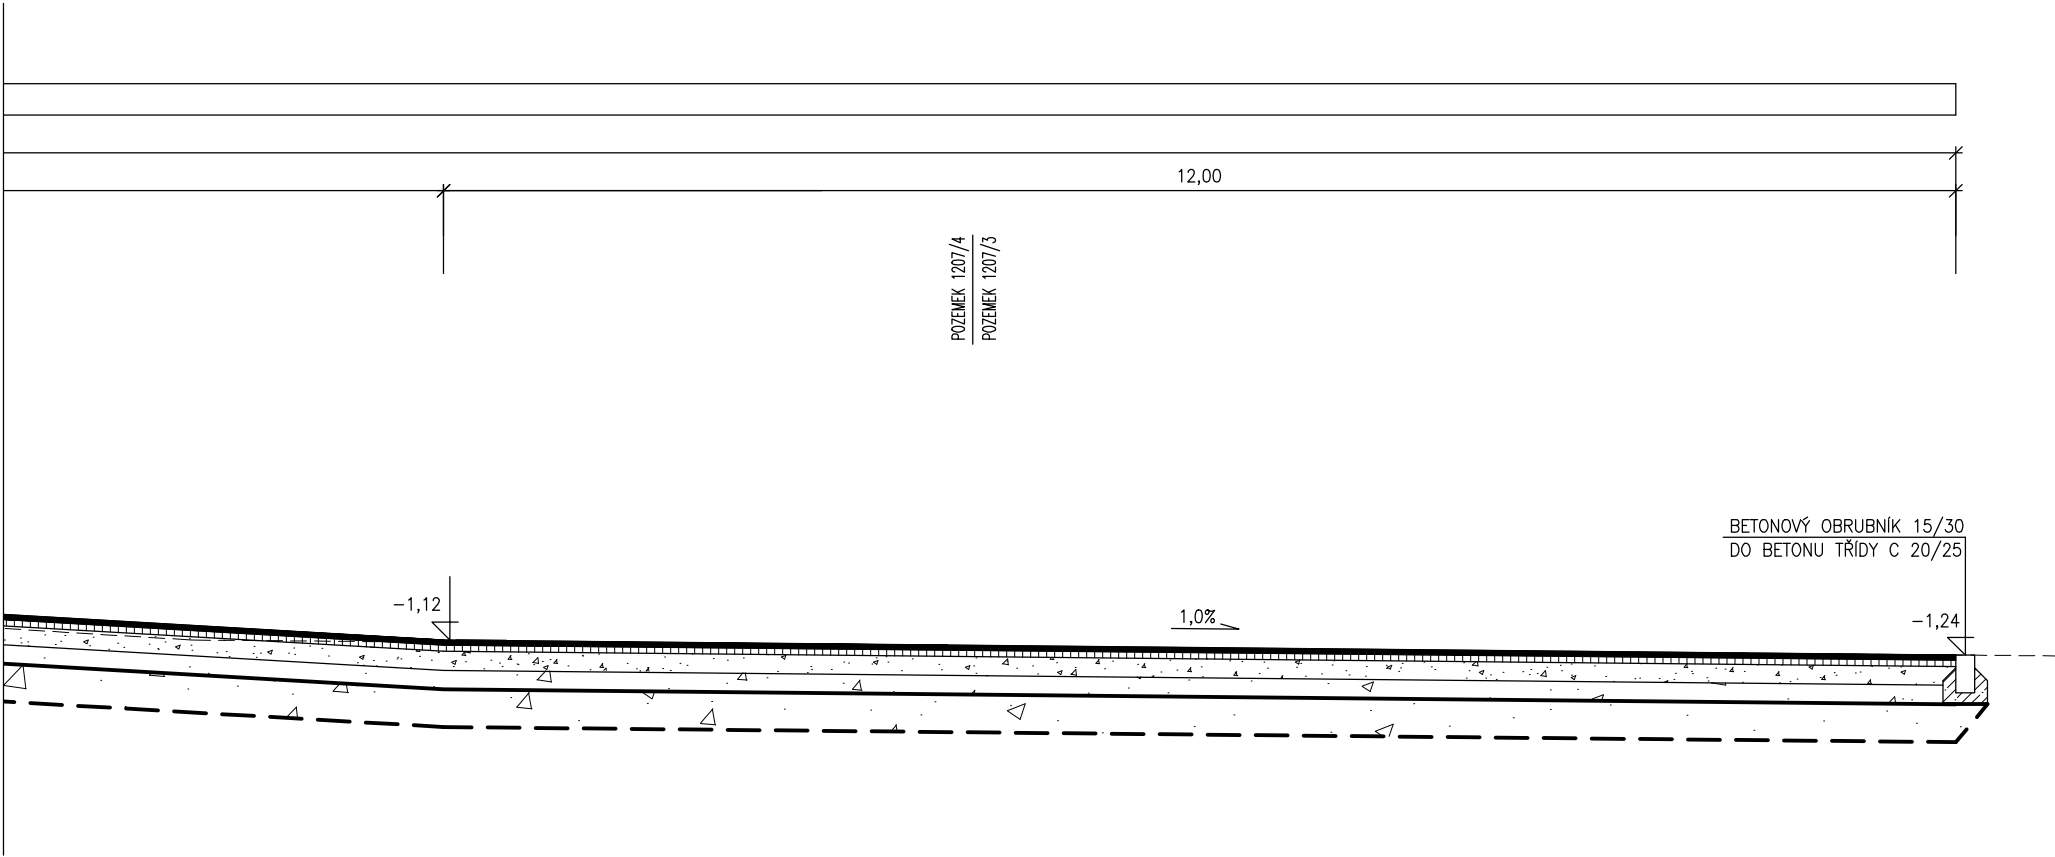 12,00
POZEMEK 1207/4
POZEMEK 1207/3
BETONOVÝ OBRUBNÍK 15/30
DO BETONU TŘÍDY C 20/25
-1,12
1,0%
-1,24